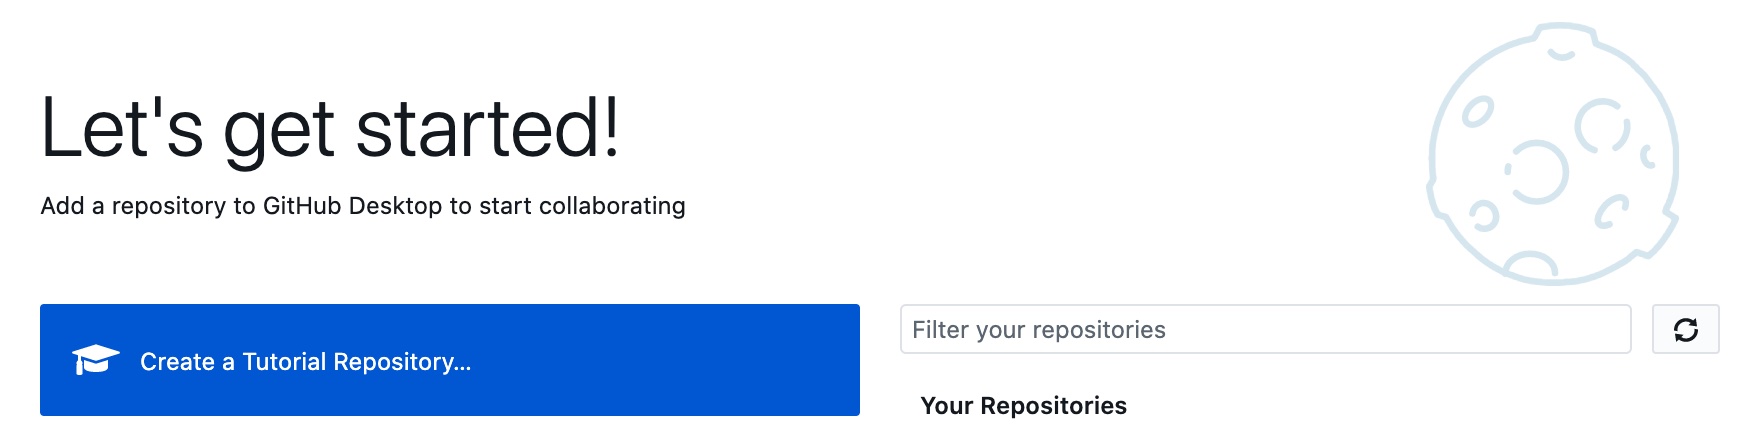 Let's get started!
Add a repository to GitHub Desktop to start collaborating
Create a Tutorial Repository...
Filter your repositories
Your Repositories